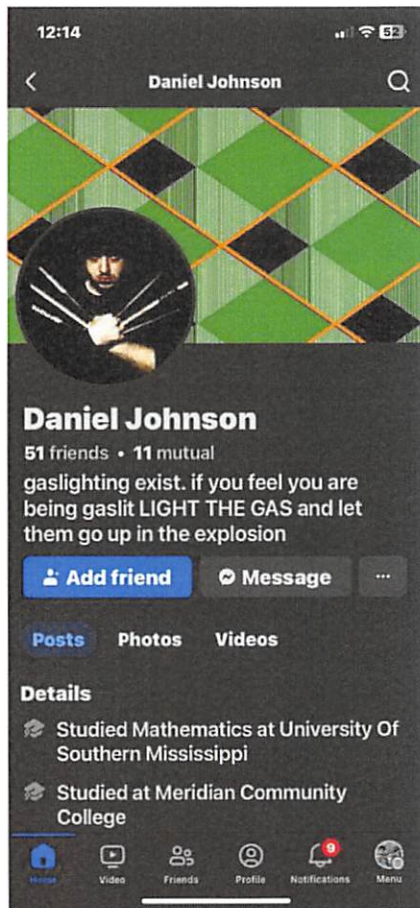 12:14
52
Daniel Johnson
Daniel Johnson
51 friends • 11 mutual
gaslighting exist. if you feel you are
being gaslit LIGHT THE GAS and let
them go up in the explosion
Add friend
Message
Posts
Photos
Videos
Details
Studied Mathematics at University Of
Southern Mississippi
Studied at Meridian Community
College
9
Home
Video
Friends
Profile
Notifications
Menu